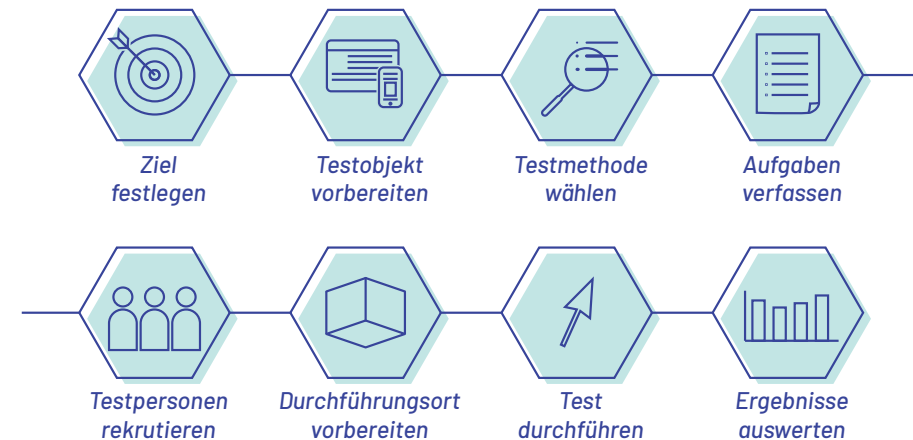 Ziel
festlegen
Testobjekt
vorbereiten
Testmethode
wählen
Aufgaben
verfassen
Testpersonen
rekrutieren
Durchführungsort
vorbereiten
Test
durchführen
Ergebnisse
auswerten